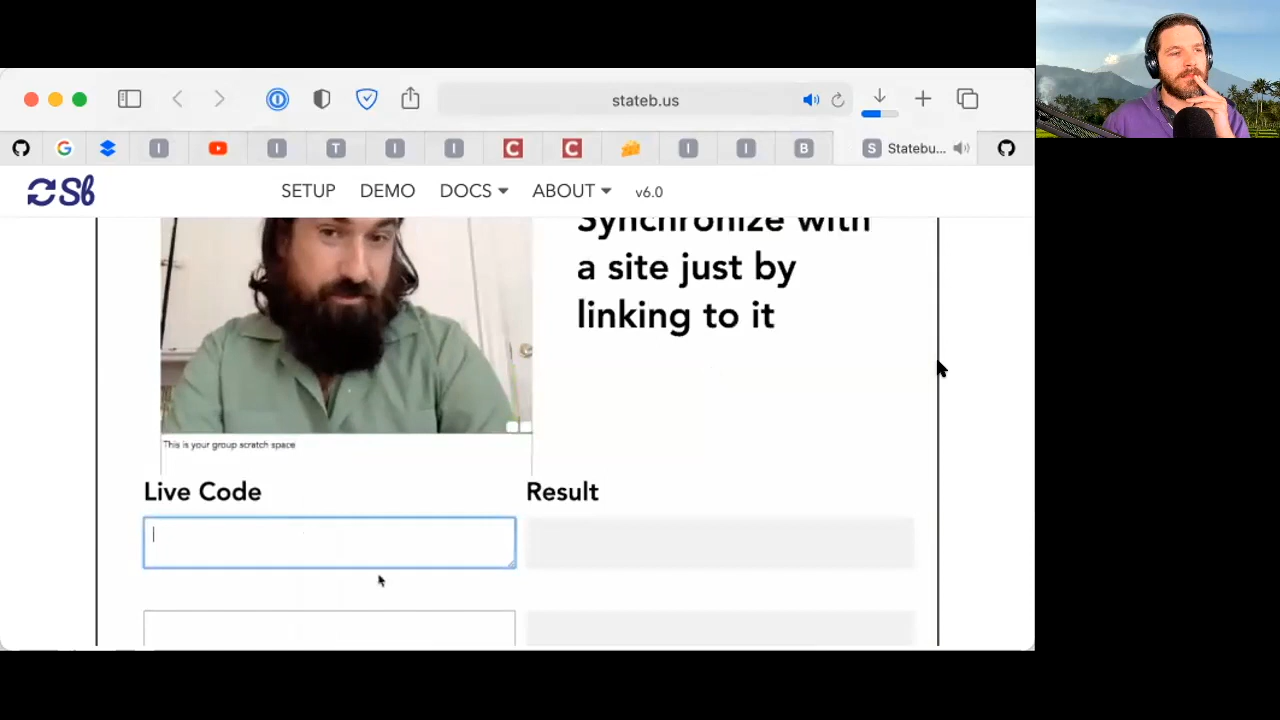 stateb.us
I
I
T
I
I
C
C
I
I
B
S Statebu...
Sb SETUP DEMO DOCS ABOUT v6.0
Synchronize with
a site just by
linking to it
This is your group scratch space
Live Code Result